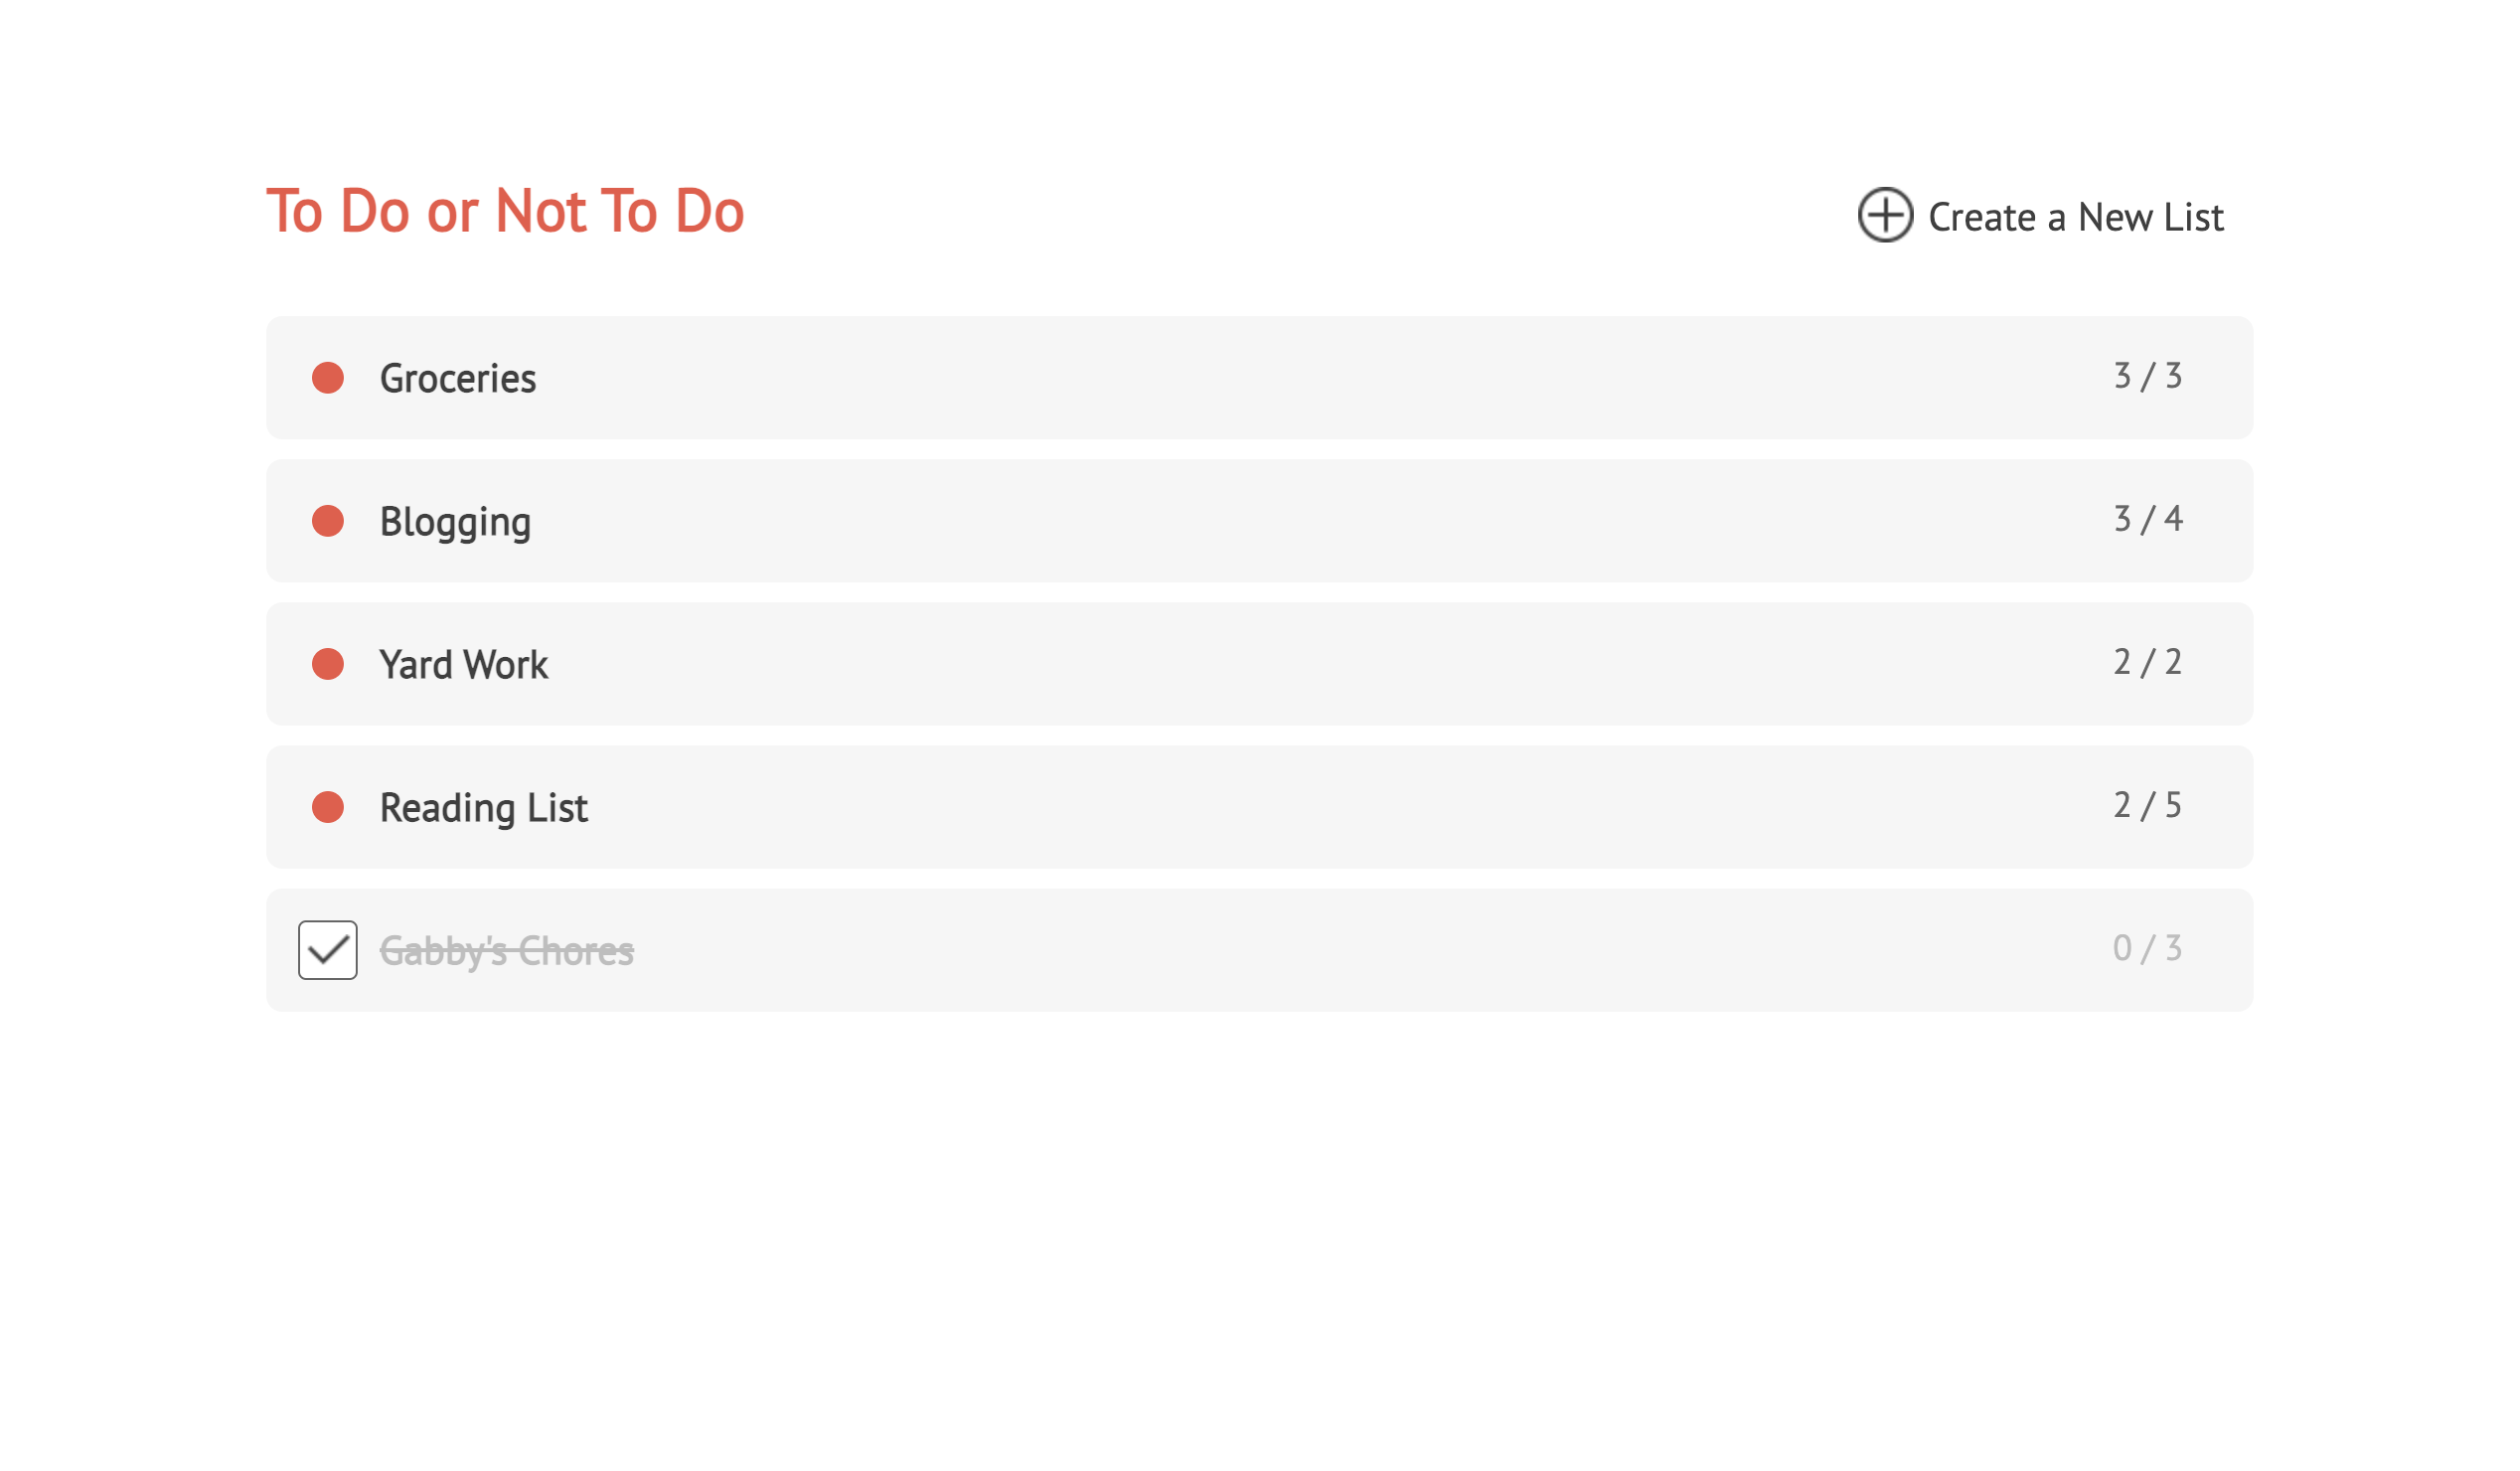 To Do or Not To Do
Create a New List
Groceries 3 / 3
Blogging 3 / 4
Yard Work 2 / 2
Reading List 2 / 5
Gabby's Chores 0 / 3